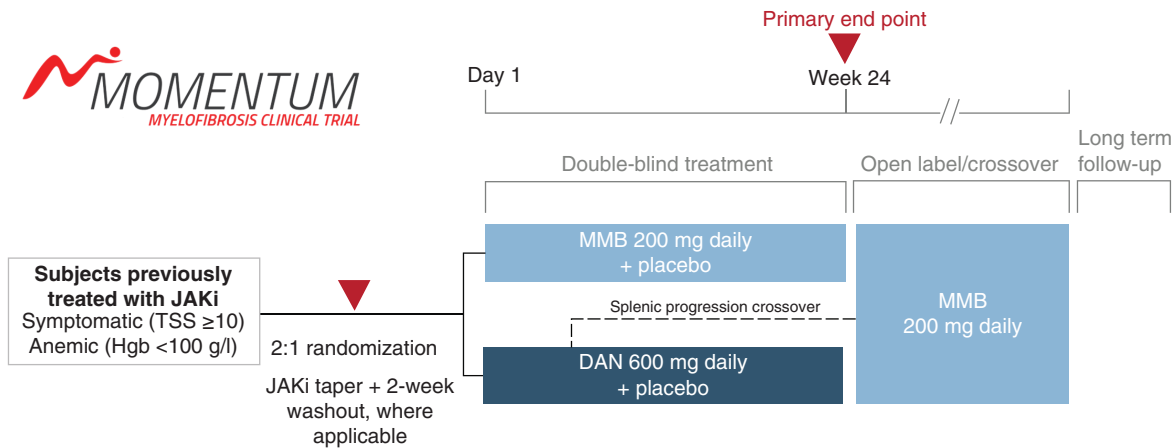 MOMENTUM
MYELOFIBROSIS CLINICAL TRIAL
Primary end point
Day 1
Week 24
Double-blind treatment
Open label/crossover
Long term
follow-up
Subjects previously
treated with JAKi
Symptomatic (TSS ≥10)
Anemic (Hgb <100 g/l)
2:1 randomization
JAKi taper + 2-week
washout, where
applicable
MMB 200 mg daily
+ placebo
Splenic progression crossover
DAN 600 mg daily
+ placebo
MMB
200 mg daily